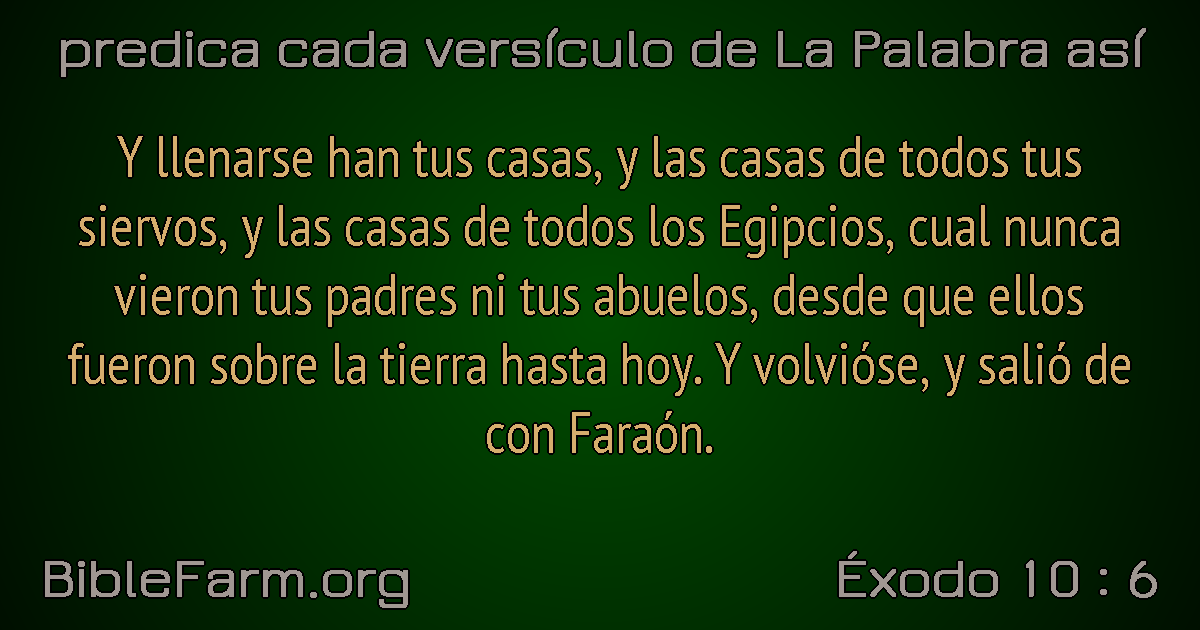 predica cada versículo de La Palabra así
Y llenarse han tus casas, y las casas de todos tus
siervos, y las casas de todos los Egipcios, cual nunca
vieron tus padres ni tus abuelos, desde que ellos
fueron sobre la tierra hasta hoy. Y volvióse, y salió de
con Faraón.
BibleFarm.org
Éxodo 10 : 6